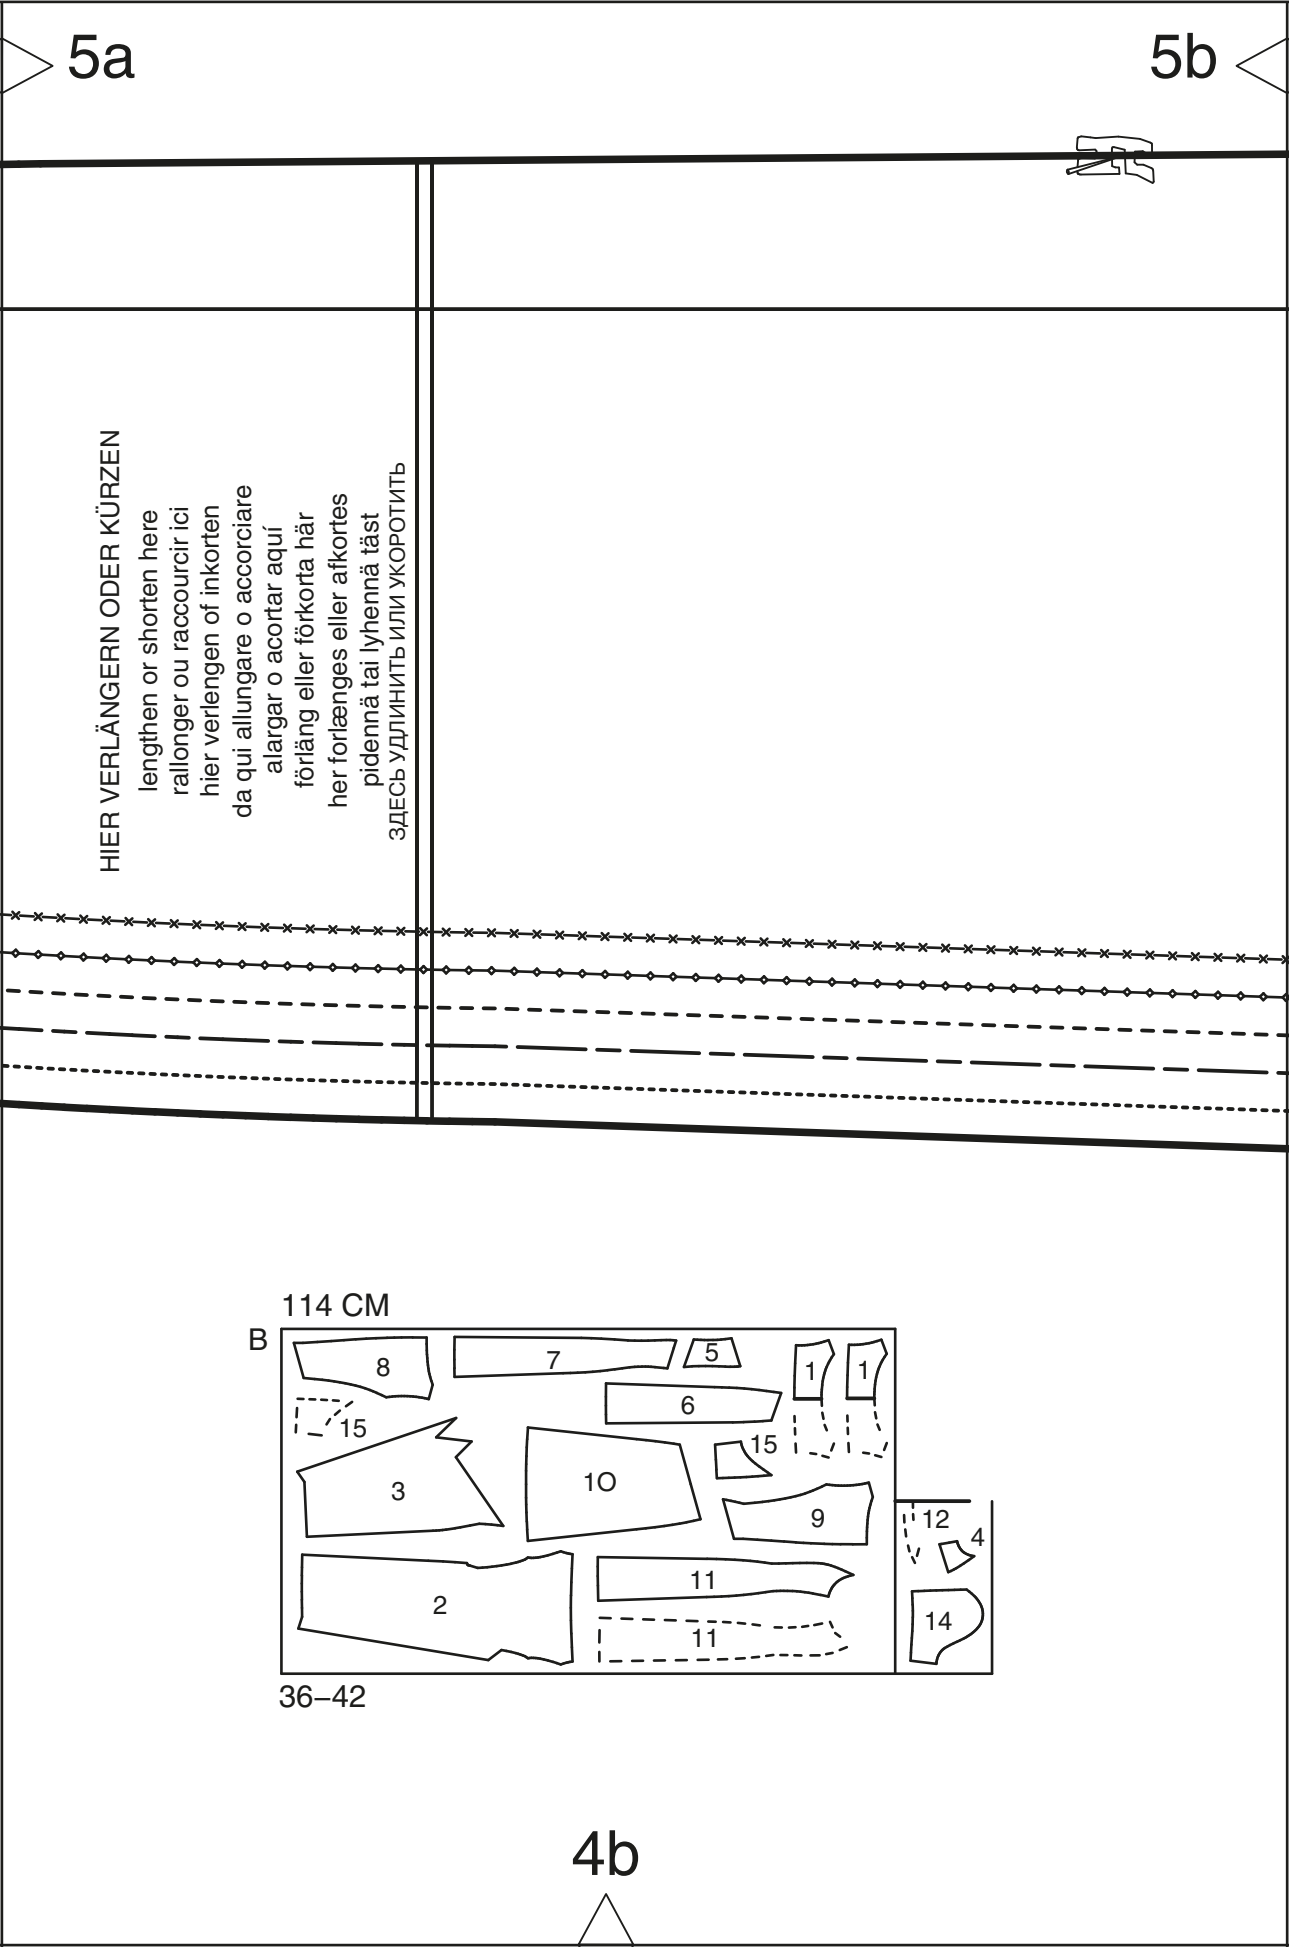 5a
5b
HIER VERLÄNGERN ODER KÜRZEN
lengthen or shorten here
rallonger ou raccourcir ici
hier verlengen of inkorten
da qui allungare o accorciare
alargar o acortar aquí
förläng eller förkorta här
her forlænges eller afkortes
pidennä tai lyhennä täst
ЗДЕСЬ УДЛИНИТЬ ИЛИ УКОРОТИТЬ
114 CM
B
8
7
5
1
1
6
15
15
3
1O
9
12
4
2
11
11
14
36–42
4b